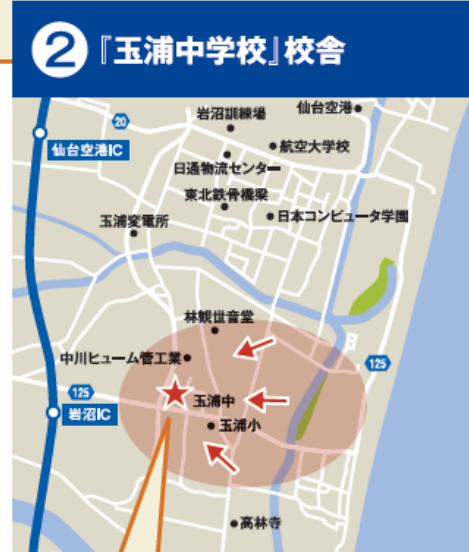 ② 『玉浦中学校』校舎
仙台空港
岩沼訓練場
20
仙台空港IC
航空大学校
日通物流センター
東北鉄骨橋梁
日本コンピュータ学園
玉浦変電所
林観世音堂
中川ヒューム管工業
125
125
玉浦中
岩沼IC
玉浦小
高林寺